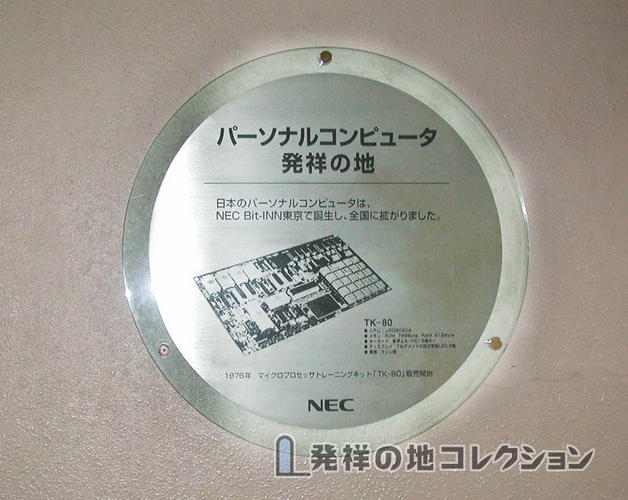 パーソナルコンピュータ
発祥の地
日本のパーソナルコンピュータは、
NEC Bit-INN東京で誕生し、全国に拡がりました。
TK-80
1976年 マイクロプロセッサトレーニングキット「TK-80」販売開始
NEC
発祥の地コレクション